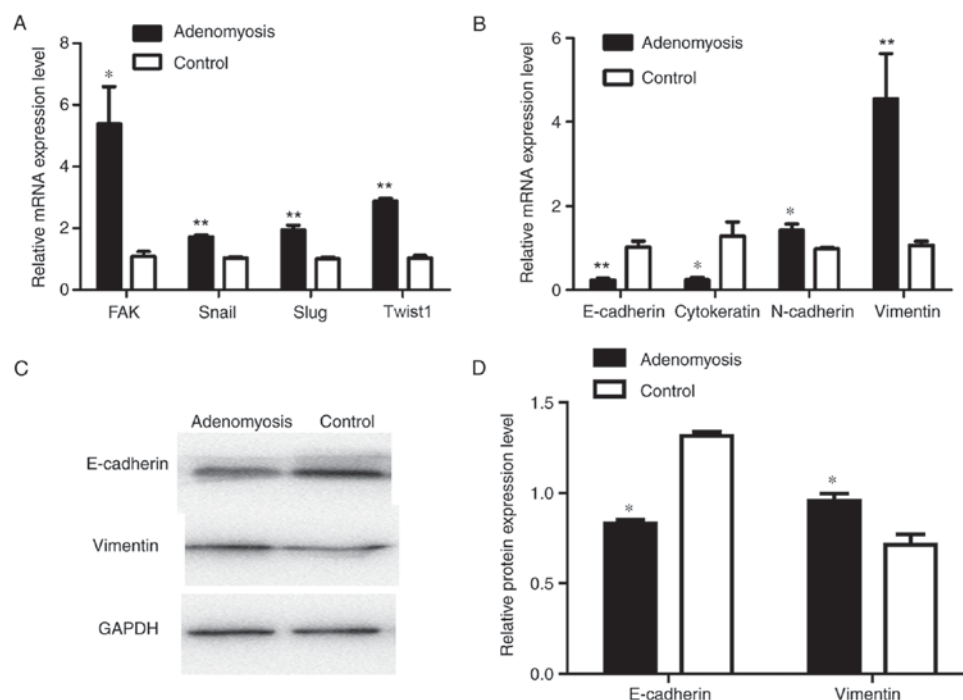 A
Adenomyosis
Control
Relative mRNA expression level
8
6
4
2
0
*
**
**
**
FAK Snail Slug Twist1
B
Adenomyosis
Control
Relative mRNA expression level
6
4
2
0
**
*
*
**
E-cadherin Cytokeratin N-cadherin Vimentin
C
Adenomyosis Control
E-cadherin
Vimentin
GAPDH
D
Adenomyosis
Control
Relative protein expression level
1.5
1.0
0.5
0.0
*
*
E-cadherin Vimentin